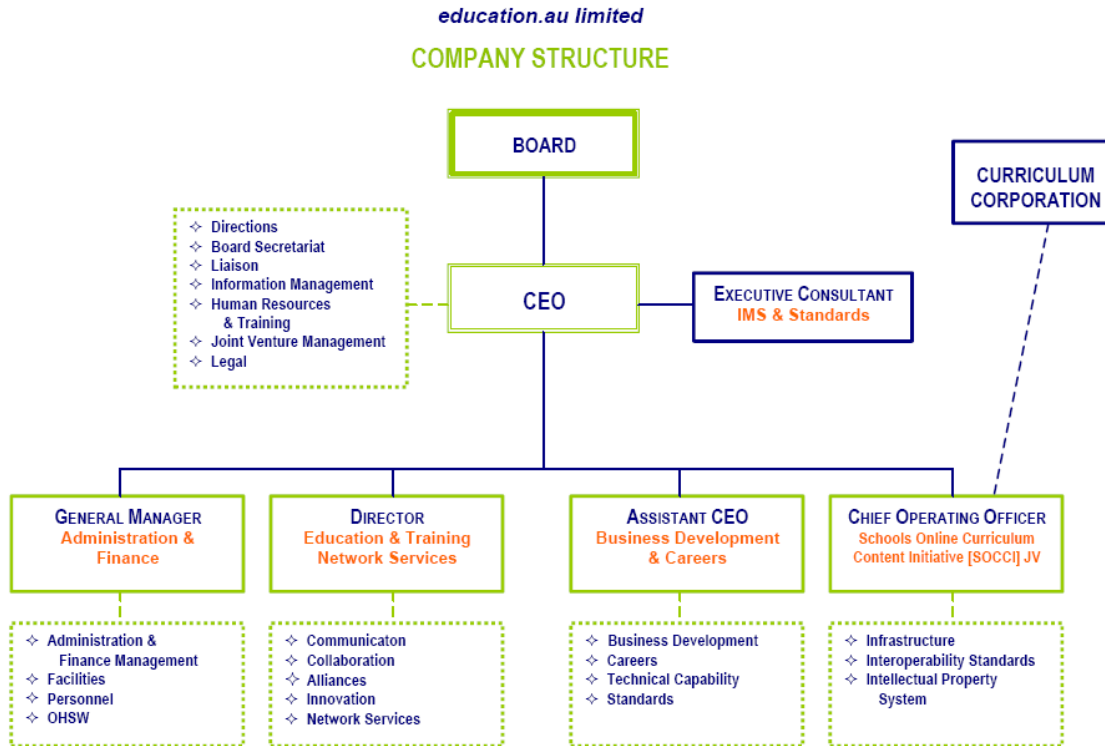 education.au limited
COMPANY STRUCTURE
BOARD
CURRICULUM
CORPORATION
✧ Directions
✧ Board Secretariat
✧ Liaison
✧ Information Management
✧ Human Resources
& Training
✧ Joint Venture Management
✧ Legal
CEO
EXECUTIVE CONSULTANT
IMS & Standards
GENERAL MANAGER
Administration &
Finance
DIRECTOR
Education & Training
Network Services
ASSISTANT CEO
Business Development
& Careers
CHIEF OPERATING OFFICER
Schools Online Curriculum
Content Initiative [SOCCI] JV
✧ Administration &
Finance Management
✧ Facilities
✧ Personnel
✧ OHSW
✧ Communicaton
✧ Collaboration
✧ Alliances
✧ Innovation
✧ Network Services
✧ Business Development
✧ Careers
✧ Technical Capability
✧ Standards
✧ Infrastructure
✧ Interoperability Standards
✧ Intellectual Property
System